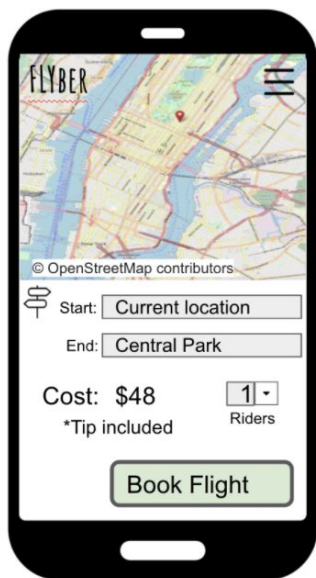 FLYBER
© OpenStreetMap contributors
Start: Current location
End: Central Park
Cost: $48 1
*Tip included Riders
Book Flight